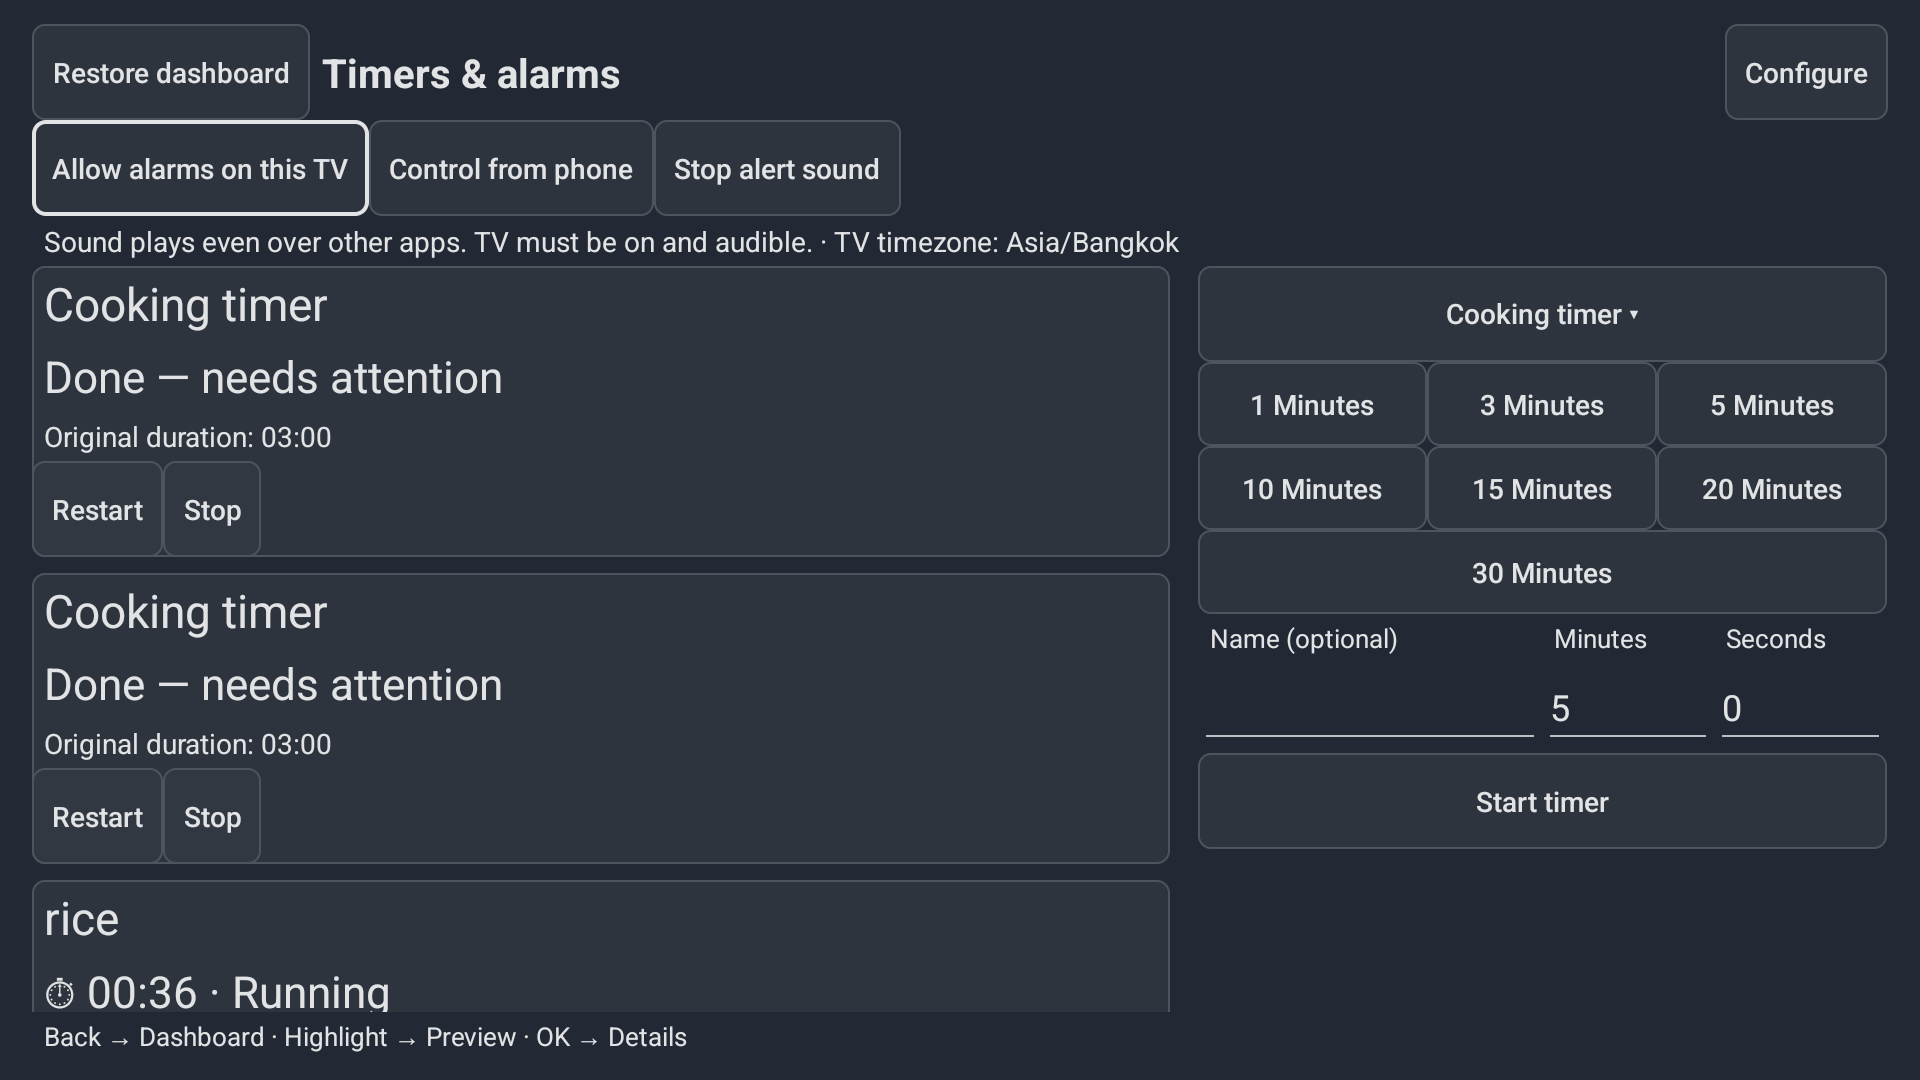 Restore dashboard
Timers & alarms
Configure
Allow alarms on this TV
Control from phone
Stop alert sound
Sound plays even over other apps. TV must be on and audible. · TV timezone: Asia/Bangkok
Cooking timer
Done — needs attention
Original duration: 03:00
Restart
Stop
Cooking timer
Done — needs attention
Original duration: 03:00
Restart
Stop
rice
⏱ 00:36 · Running
Cooking timer ▾
1 Minutes
3 Minutes
5 Minutes
10 Minutes
15 Minutes
20 Minutes
30 Minutes
Name (optional)
Minutes
Seconds
5
0
Start timer
Back → Dashboard · Highlight → Preview · OK → Details